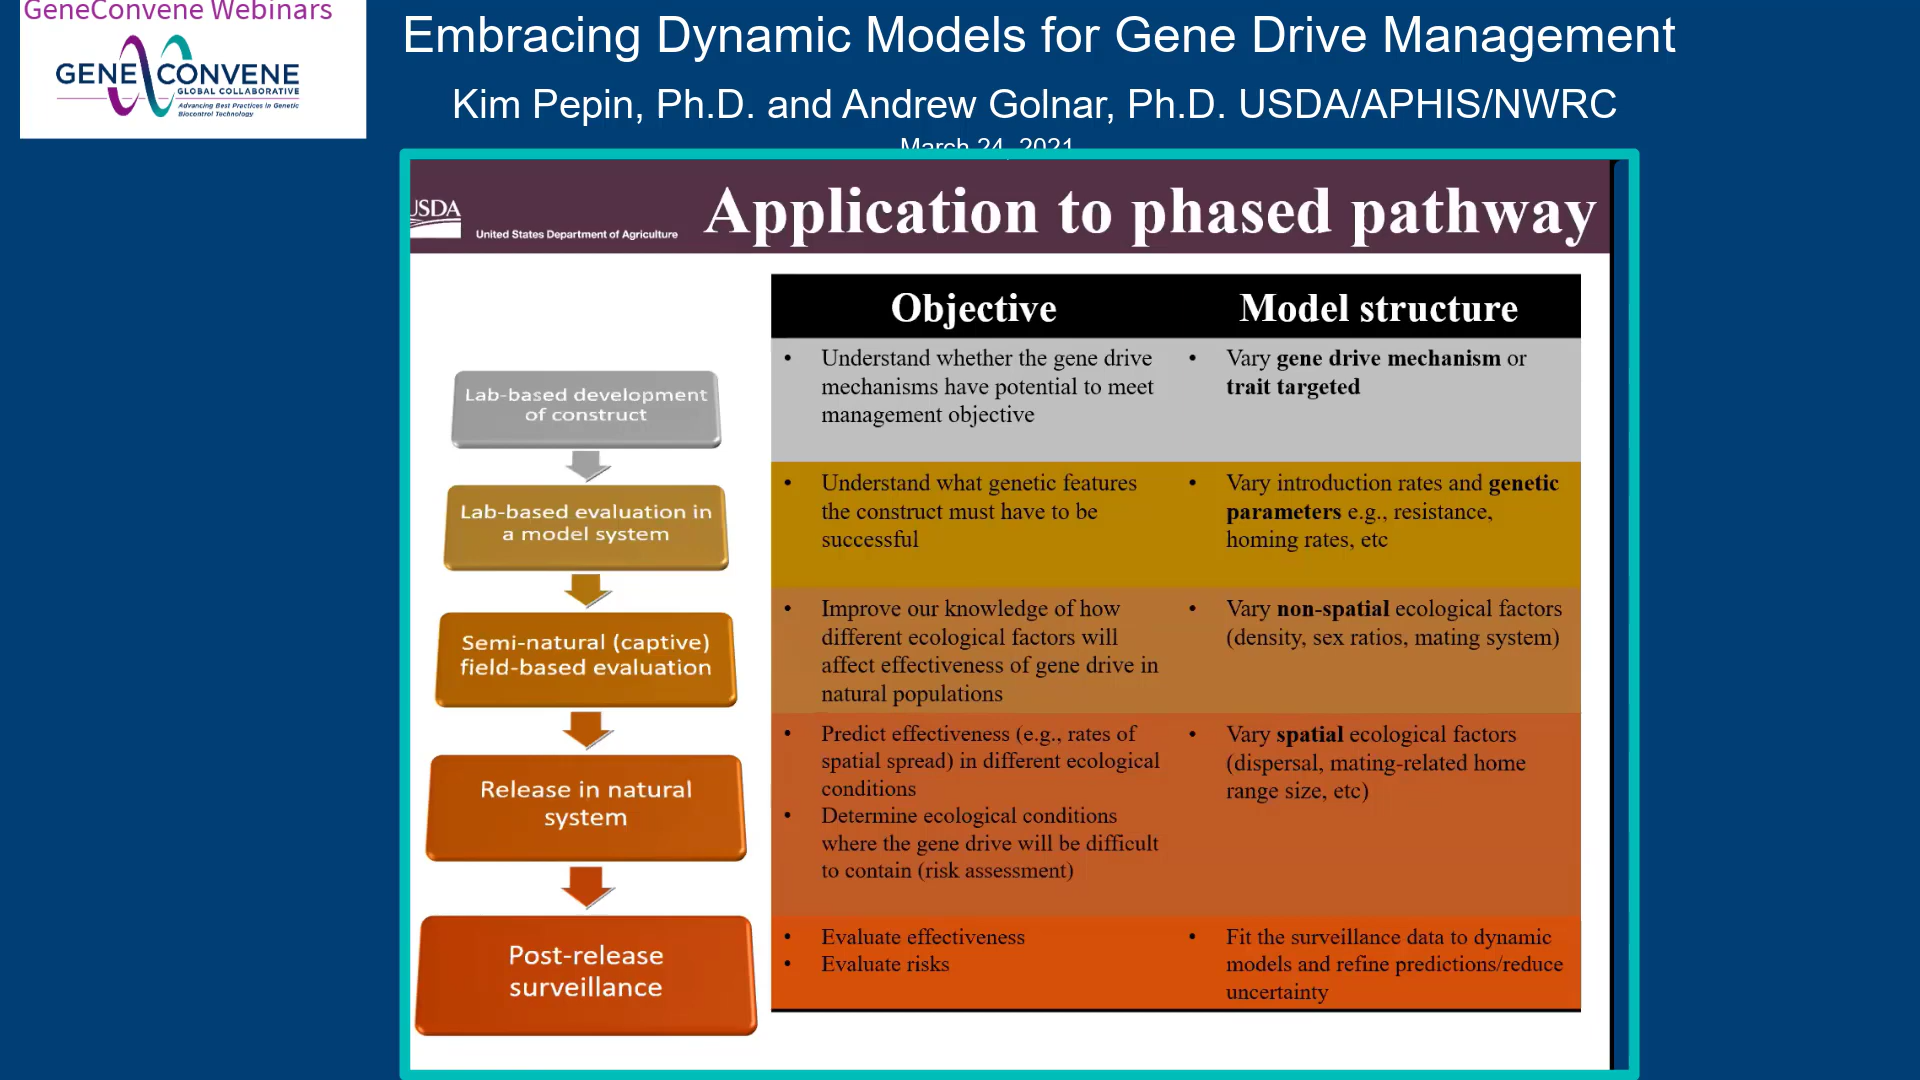 GeneConvene Webinars
GENE CONVENE
GLOBAL COLLABORATIVE
Advancing Best Practices in Genetic
Biocontrol Technology
Embracing Dynamic Models for Gene Drive Management
Kim Pepin, Ph.D. and Andrew Golnar, Ph.D. USDA/APHIS/NWRC
March 24, 2021
USDA
United States Department of Agriculture
Application to phased pathway
Objective
Model structure
Lab-based development
of construct
• Understand whether the gene drive
mechanisms have potential to meet
management objective
• Vary gene drive mechanism or
trait targeted
Lab-based evaluation in
a model system
• Understand what genetic features
the construct must have to be
successful
• Vary introduction rates and genetic
parameters e.g., resistance,
homing rates, etc
Semi-natural (captive)
field-based evaluation
• Improve our knowledge of how
different ecological factors will
affect effectiveness of gene drive in
natural populations
• Vary non-spatial ecological factors
(density, sex ratios, mating system)
Release in natural
system
• Predict effectiveness (e.g., rates of
spatial spread) in different ecological
conditions
• Determine ecological conditions
where the gene drive will be difficult
to contain (risk assessment)
• Vary spatial ecological factors
(dispersal, mating-related home
range size, etc)
Post-release
surveillance
• Evaluate effectiveness
• Evaluate risks
• Fit the surveillance data to dynamic
models and refine predictions/reduce
uncertainty